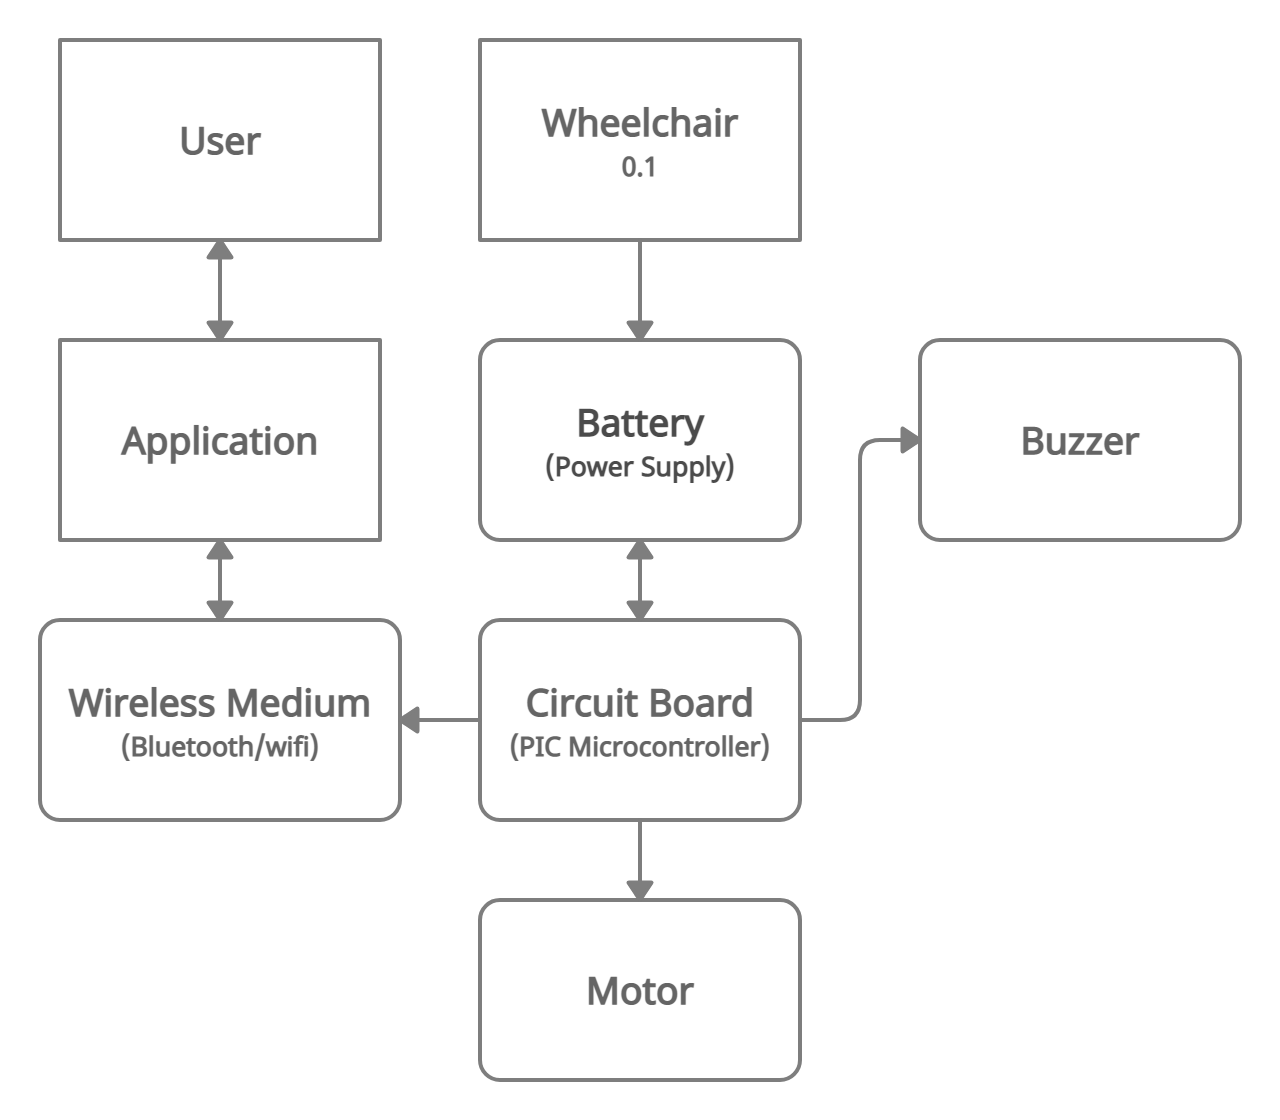 User
Wheelchair
0.1
Application
Battery
(Power Supply)
Buzzer
Wireless Medium
(Bluetooth/wifi)
Circuit Board
(PIC Microcontroller)
Motor